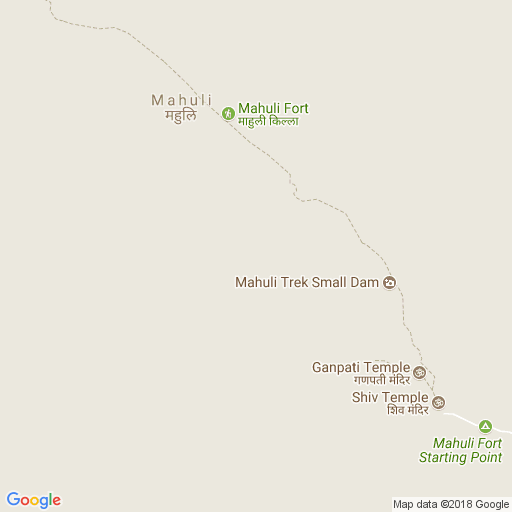 Mahuli
महुलि
Mahuli Fort
माहुली किल्ला
Mahuli Trek Small Dam
Ganpati Temple
गणपती मंदिर
Shiv Temple
शिव मंदिर
Mahuli Fort
Starting Point
Google
Map data ©2018 Google